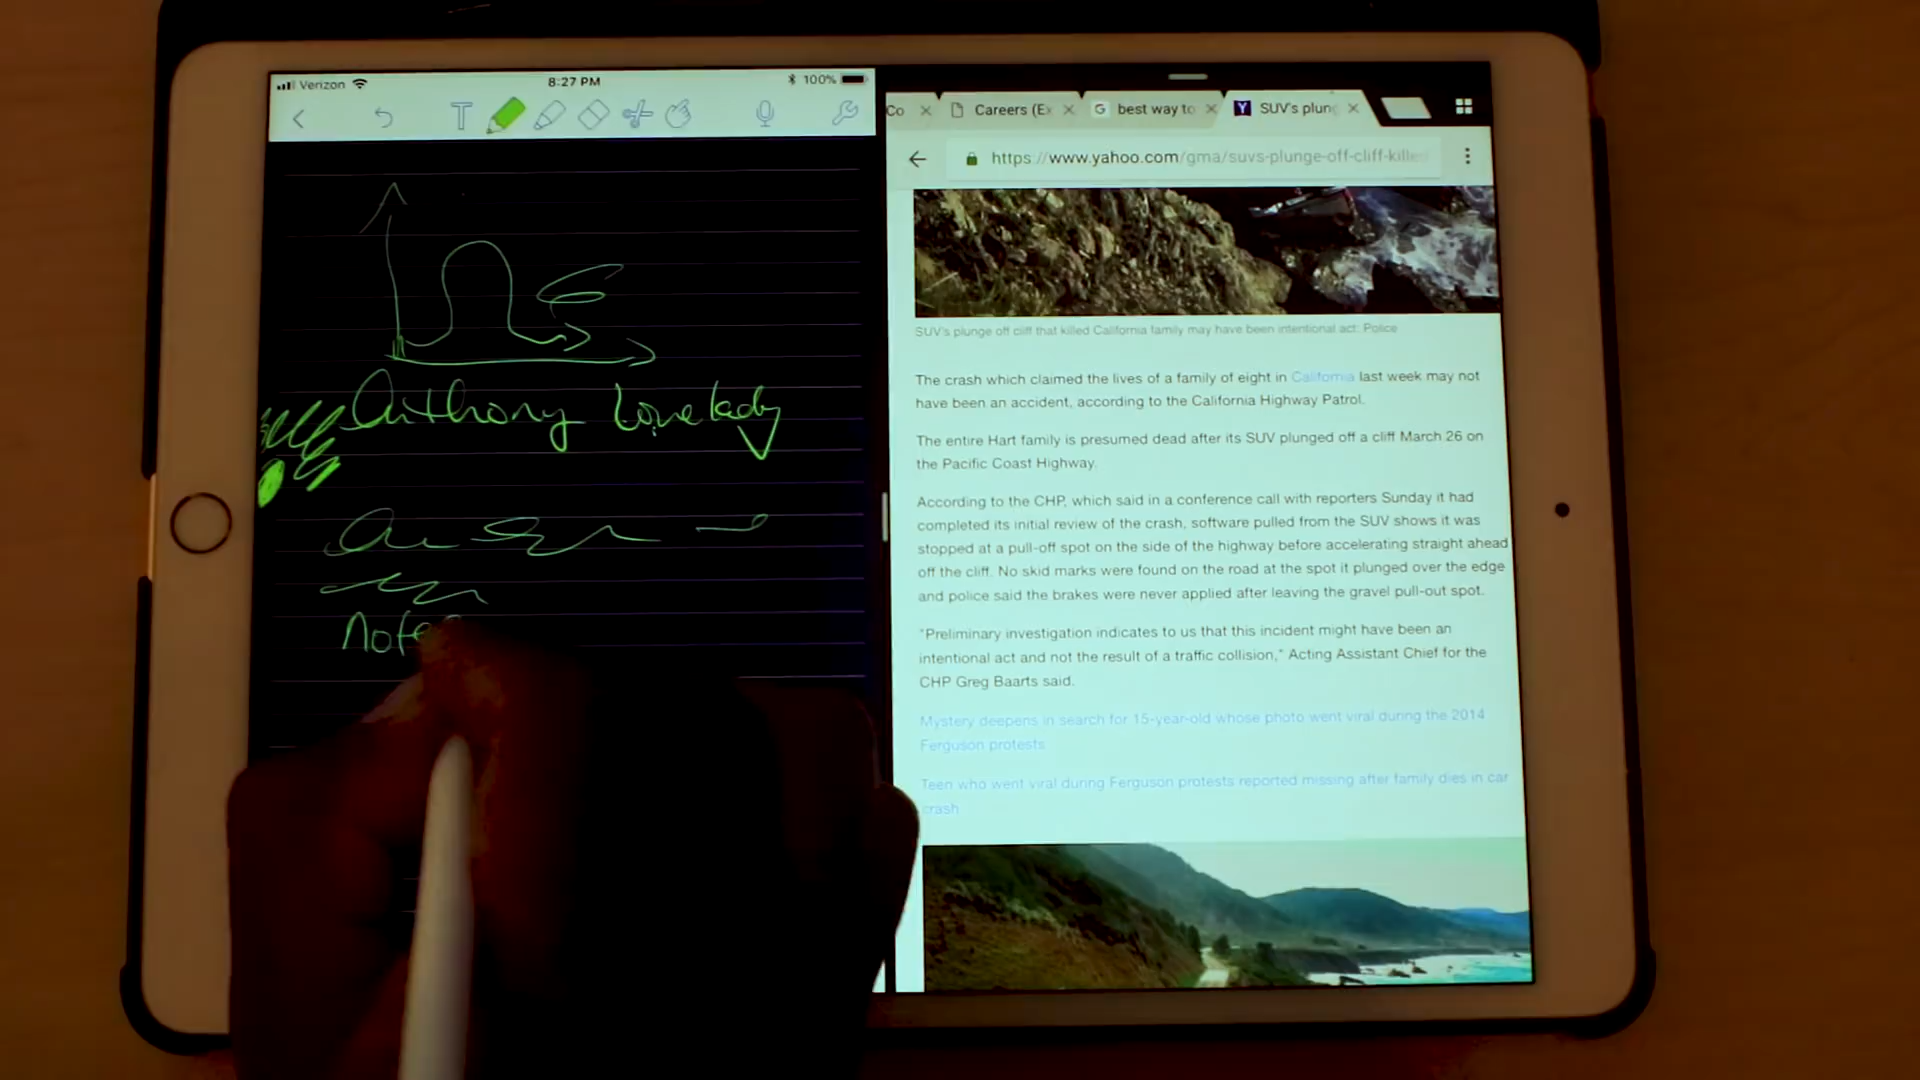 Verizon 8:27 PM 100%
T
Anthony Lovelady
Note
Co Careers (Ex best way to SUV's plung
https://www.yahoo.com/gma/suvs-plunge-off-cliff-killed
SUV's plunge off cliff that killed California family may have been intentional act: Police
The crash which claimed the lives of a family of eight in California last week may not
have been an accident, according to the California Highway Patrol.
The entire Hart family is presumed dead after its SUV plunged off a cliff March 26 on
the Pacific Coast Highway.
According to the CHP, which said in a conference call with reporters Sunday it had
completed its initial review of the crash, software pulled from the SUV shows it was
stopped at a pull-off spot on the side of the highway before accelerating straight ahead
off the cliff. No skid marks were found on the road at the spot it plunged over the edge
and police said the brakes were never applied after leaving the gravel pull-out spot.
"Preliminary investigation indicates to us that this incident might have been an
intentional act and not the result of a traffic collision," Acting Assistant Chief for the
CHP Greg Baarts said.
Mystery deepens in search for 15-year-old whose photo went viral during the 2014
Ferguson protests
Teen who went viral during Ferguson protests reported missing after family dies in car
crash